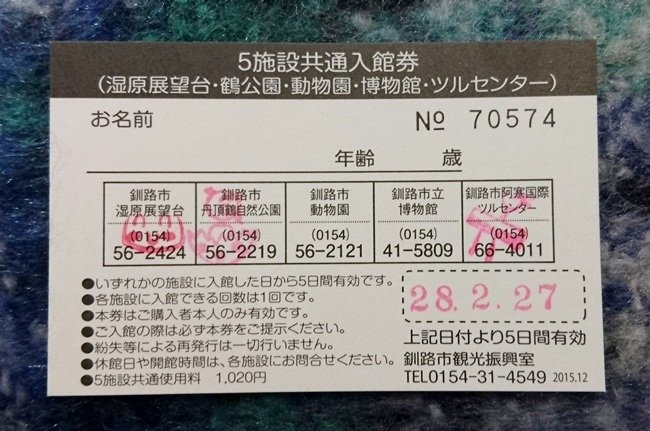 5施設共通入館券
(湿原展望台・鶴公園・動物園・博物館・ツルセンター)
お名前
№ 70574
年齢 歳
釧路市
湿原展望台
(0154)
56-2424
釧路市
丹頂鶴自然公園
(0154)
56-2219
釧路市
動物園
(0154)
56-2121
釧路市立
博物館
(0154)
41-5809
釧路市阿寒国際
ツルセンター
(0154)
66-4011
●いずれかの施設に入館した日から5日間有効です。
●各施設に入館できる回数は1回です。
●本券はご購入者本人のみ有効です。
●ご入館の際は必ず本券をご提示ください。
●紛失等による再発行は一切行いません。
●休館日や開館時間は、各施設にお問合せください。
●5施設共通使用料 1,020円
28.2.27
上記日付より5日間有効
釧路市観光振興室
TEL0154-31-4549 2015.12